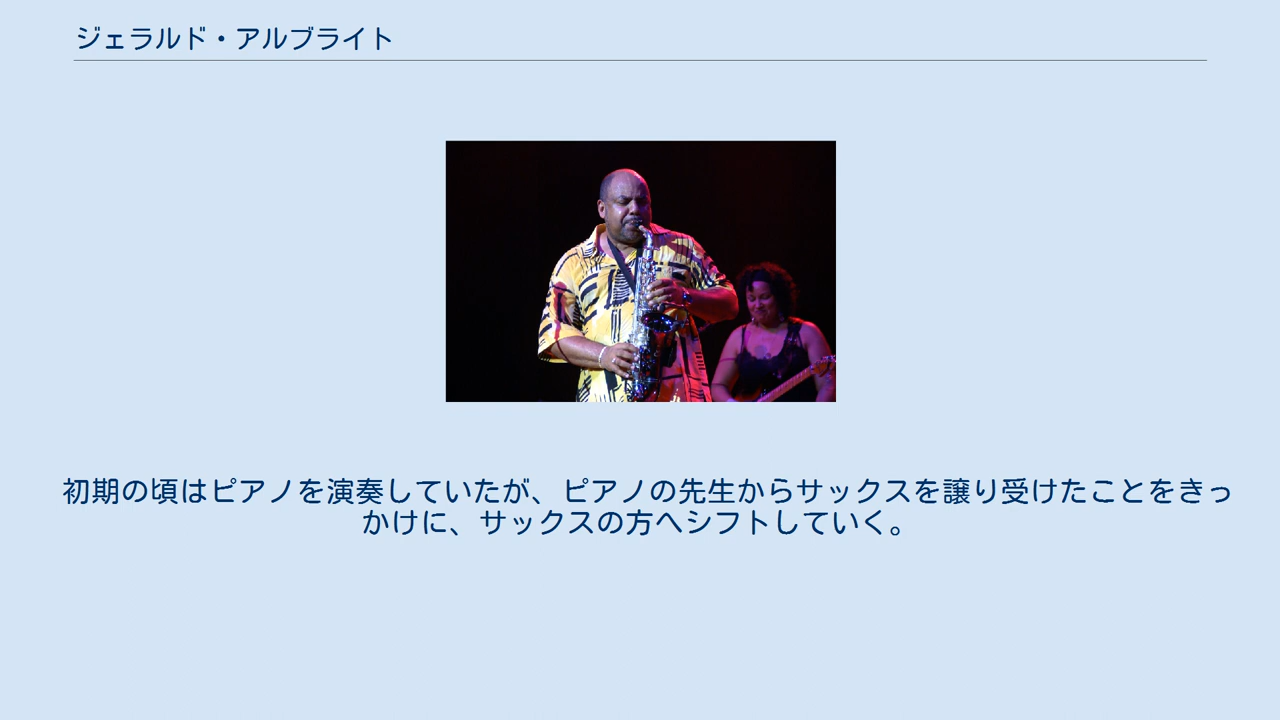 ジェラルド・アルブライト
初期の頃はピアノを演奏していたが、ピアノの先生からサックスを譲り受けたことをきっ
かけに、サックスの方へシフトしていく。